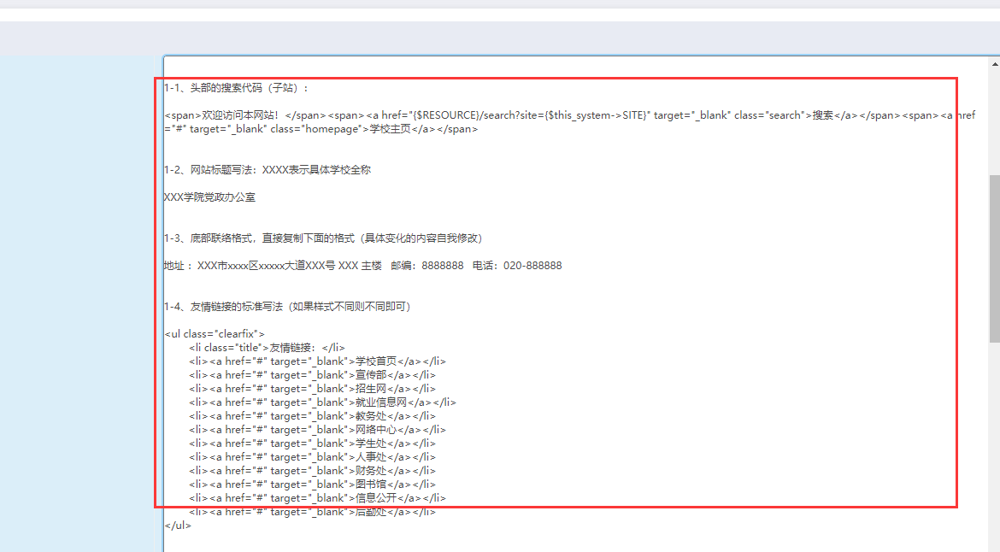 1-1、头部的搜索代码（子站）：
<span>欢迎访问本网站！</span><span><a href="{$RESOURCE}/search?site={$this_system->SITE}" target="_blank" class="search">搜索</a></span><span><a href
="#" target="_blank" class="homepage">学校主页</a></span>
1-2、网站标题写法：XXXX表示具体学校全称
XXX学院党政办公室
1-3、底部联络格式，直接复制下面的格式（具体变化的内容自我修改）
地址 ：XXX市xxxx区xxxxx大道XXX号 XXX 主楼   邮编：8888888   电话：020-888888
1-4、友情链接的标准写法（如果样式不同则不同即可）
<ul class="clearfix">
<li class="title">友情链接：</li>
<li><a href="#" target="_blank">学校首页</a></li>
<li><a href="#" target="_blank">宣传部</a></li>
<li><a href="#" target="_blank">招生网</a></li>
<li><a href="#" target="_blank">就业信息网</a></li>
<li><a href="#" target="_blank">教务处</a></li>
<li><a href="#" target="_blank">网络中心</a></li>
<li><a href="#" target="_blank">学生处</a></li>
<li><a href="#" target="_blank">人事处</a></li>
<li><a href="#" target="_blank">财务处</a></li>
<li><a href="#" target="_blank">图书馆</a></li>
<li><a href="#" target="_blank">信息公开</a></li>
<li><a href="#" target="_blank">后勤处</a></li>
</ul>